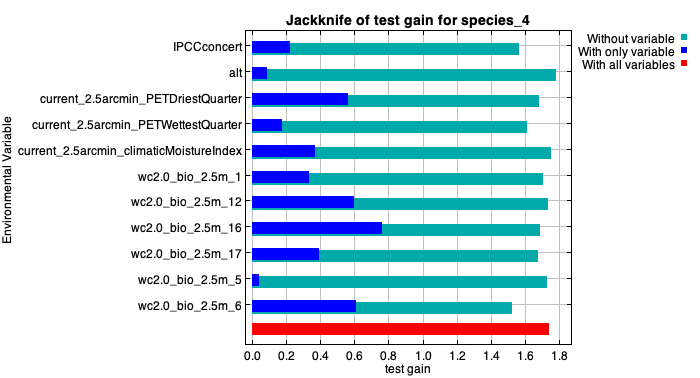 Jackknife of test gain for species_4
Without variable
With only variable
With all variables
Environmental Variable
IPCCconcert
alt
current_2.5arcmin_PETDriestQuarter
current_2.5arcmin_PETWettestQuarter
current_2.5arcmin_climaticMoistureIndex
wc2.0_bio_2.5m_1
wc2.0_bio_2.5m_12
wc2.0_bio_2.5m_16
wc2.0_bio_2.5m_17
wc2.0_bio_2.5m_5
wc2.0_bio_2.5m_6
0.0 0.2 0.4 0.6 0.8 1.0 1.2 1.4 1.6 1.8
test gain